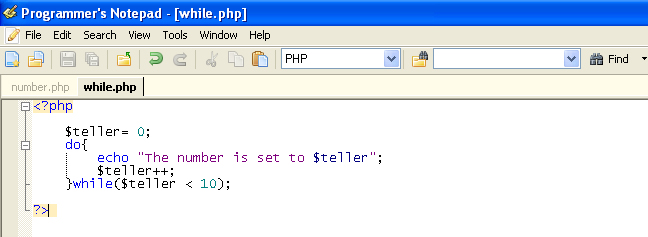 Programmer's Notepad - [while.php]
File Edit Search View Tools Window Help
PHP Find
number.php while.php
<?php
$teller= 0;
do{
echo "The number is set to $teller";
$teller++;
}while($teller < 10);
?>